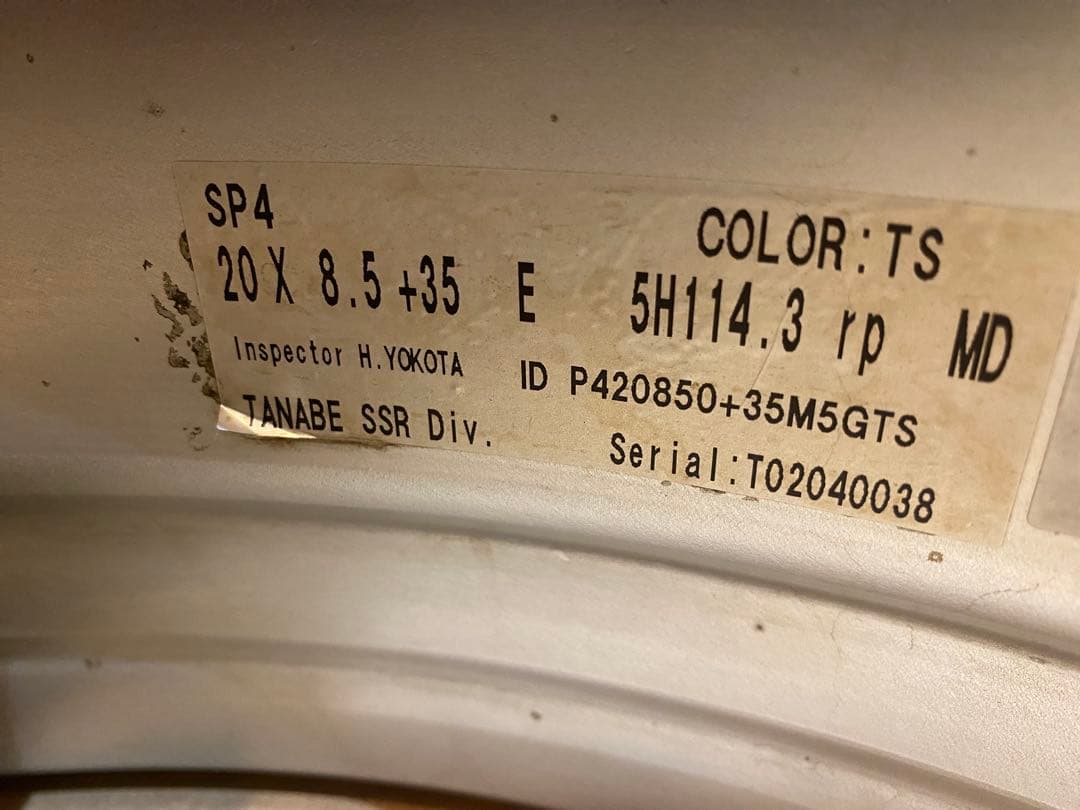 SP4 COLOR:TS
20 X 8.5 +35 E 5H114.3 rp MD
Inspector H.YOKOTA ID P420850+35M5GTS
TANABE SSR Div. Serial:T02040038